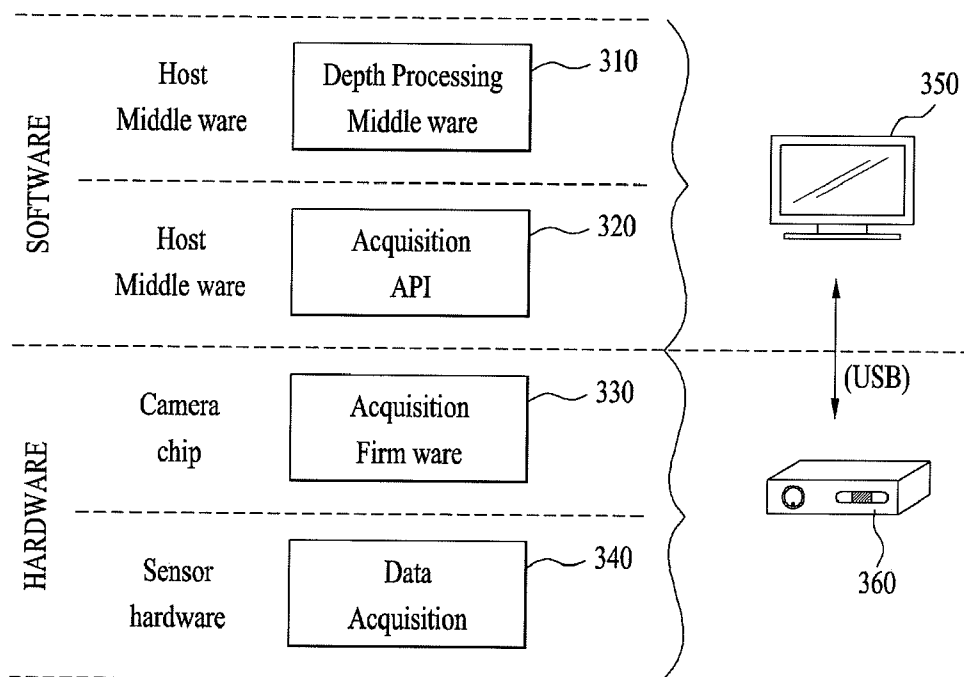 SOFTWARE
Host
Middle ware
Depth Processing
Middle ware
310
Host
Middle ware
Acquisition
API
320
350
(USB)
HARDWARE
Camera
chip
Acquisition
Firm ware
330
Sensor
hardware
Data
Acquisition
340
360